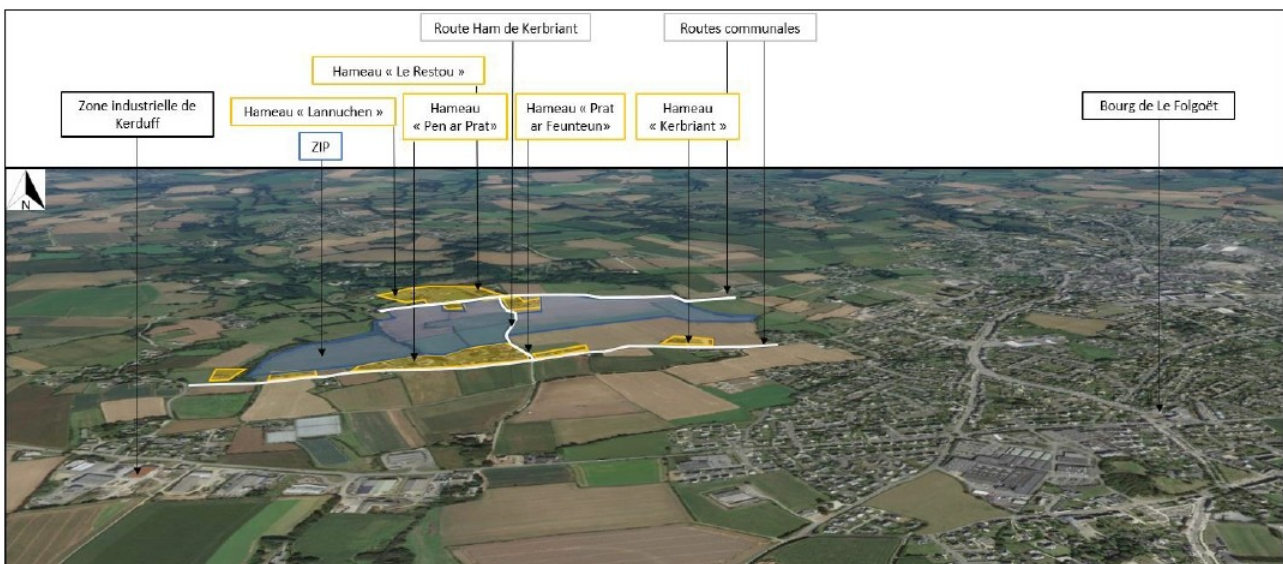 Route Ham de Kerbriant
Routes communales
Hameau « Le Restou »
Zone industrielle de
Kerduff
Hameau « Lannuchen »
Hameau
« Pen ar Prat»
Hameau « Prat
ar Feunteun»
Hameau
« Kerbriant »
Bourg de Le Folgoët
ZIP
N